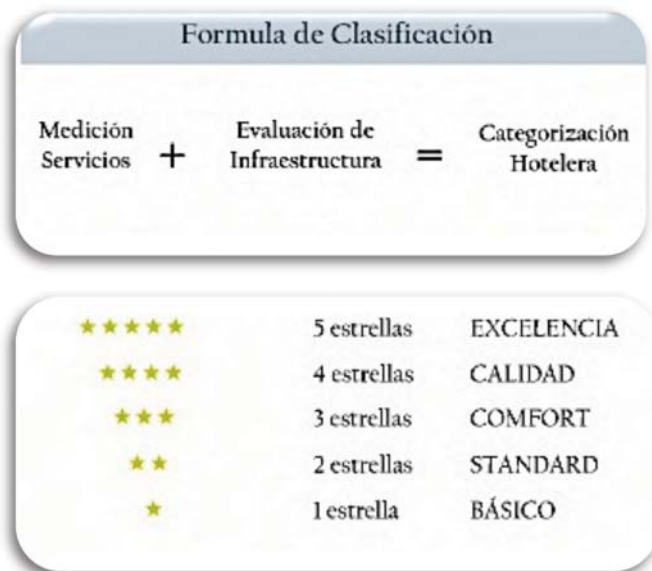 Formula de Clasificación
Medición Servicios + Evaluación de Infraestructura = Categorización Hotelera
★★★★★ 5 estrellas EXCELENCIA
★★★★ 4 estrellas CALIDAD
★★★ 3 estrellas COMFORT
★★ 2 estrellas STANDARD
★ 1 estrella BÁSICO